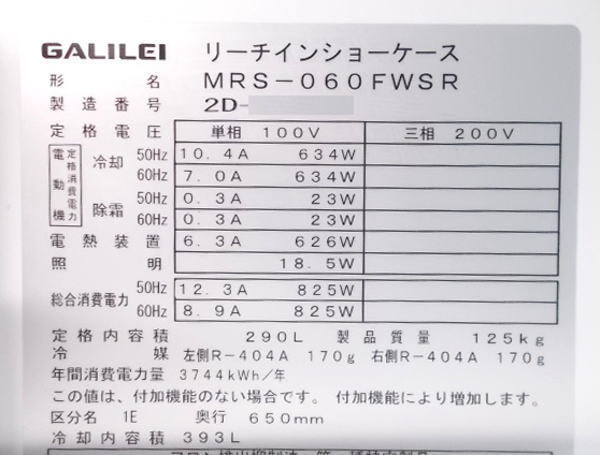 GALILEI リーチインショーケース
形名 MRS-060FWSR
製造番号 2D-
定格電圧 単相 100V 三相 200V
電動機 定格消費電力 冷却 50Hz 10.4A 634W
60Hz 7.0A 634W
除霜 50Hz 0.3A 23W
60Hz 0.3A 23W
電熱装置 6.3A 626W
照明 18.5W
総合消費電力 50Hz 12.3A 825W
60Hz 8.9A 825W
定格内容積 290L 製品質量 125kg
冷媒 左側R-404A 170g 右側R-404A 170g
年間消費電力量 3744kWh/年
この値は、付加機能のない場合です。付加機能により増加します。
区分名 1E 奥行 650mm
冷却内容積 393L